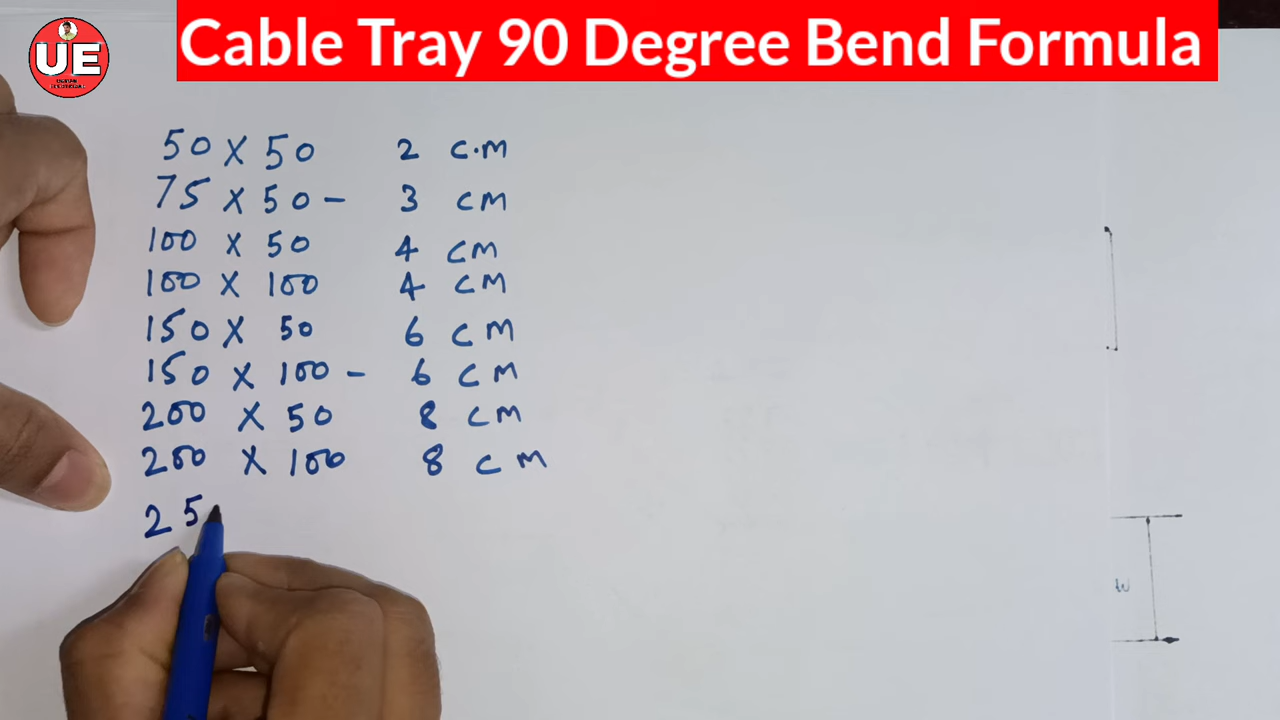 UE
Cable Tray 90 Degree Bend Formula
50 X 50 2 C.M
75 X 50 - 3 CM
100 X 50 4 CM
100 X 100 4 CM
150 X 50 6 CM
150 X 100 - 6 CM
200 X 50 8 CM
200 X 100 8 CM
25